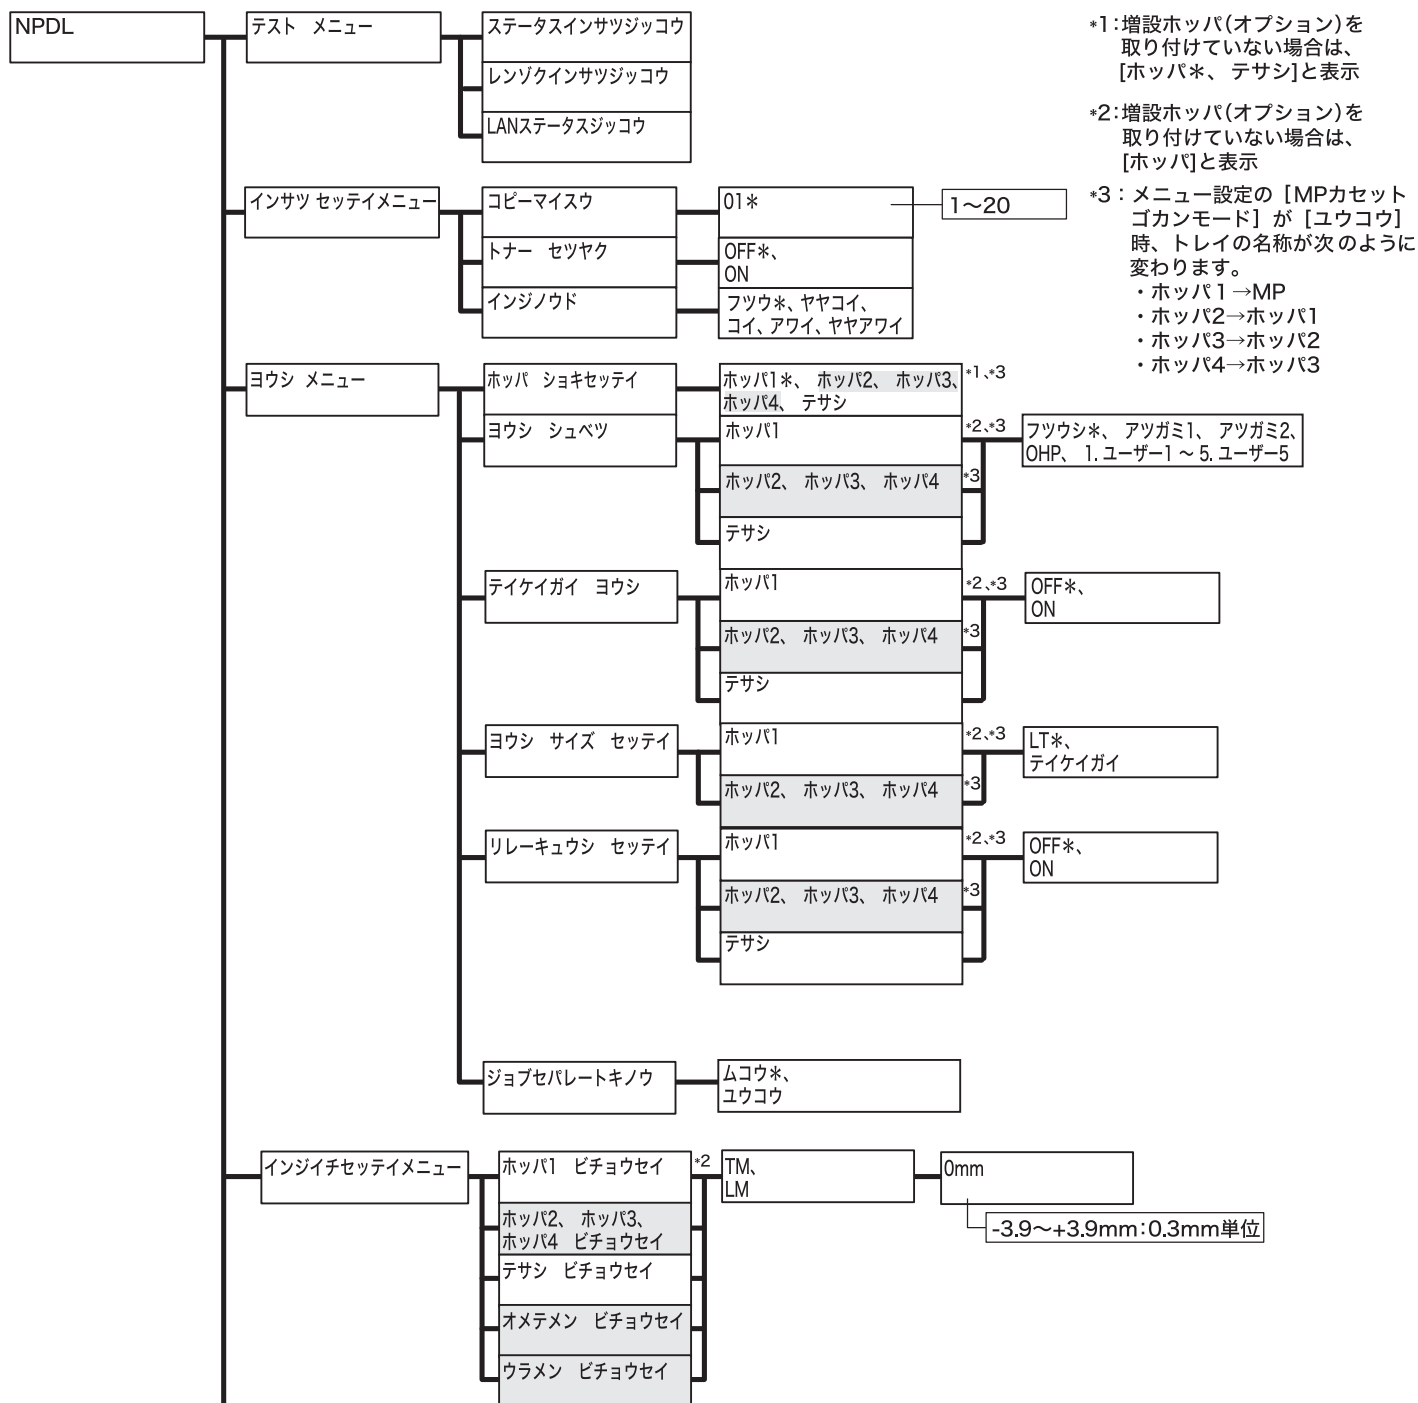 NPDL
テスト メニュー
ステータスインサツジッコウ
レンゾクインサツジッコウ
LANステータスジッコウ
*1:増設ホッパ(オプション)を
取り付けていない場合は、
[ホッパ*、テサシ]と表示
*2:増設ホッパ(オプション)を
取り付けていない場合は、
[ホッパ]と表示
*3:メニュー設定の[MPカセット
ゴカンモード]が[ユウコウ]
時、トレイの名称が次のように
変わります。
・ホッパ1→MP
・ホッパ2→ホッパ1
・ホッパ3→ホッパ2
・ホッパ4→ホッパ3
インサツ セッテイメニュー
コピーマイスウ
01*
1~20
トナー セツヤク
OFF*、
ON
インジノウド
フツウ*、ヤヤコイ、
コイ、アワイ、ヤヤアワイ
ヨウシ メニュー
ホッパ ショキセッテイ
ホッパ1*、 ホッパ2、 ホッパ3、
ホッパ4、 テサシ
*1、*3
ヨウシ シュベツ
ホッパ1
*2、*3
フツウシ*、 アツガミ1、 アツガミ2、
OHP、 1. ユーザー1 ~ 5. ユーザー5
ホッパ2、 ホッパ3、 ホッパ4
*3
テサシ
テイケイガイ ヨウシ
ホッパ1
*2、*3
OFF*、
ON
ホッパ2、 ホッパ3、 ホッパ4
*3
テサシ
ヨウシ サイズ セッテイ
ホッパ1
*2、*3
LT*、
テイケイガイ
ホッパ2、 ホッパ3、 ホッパ4
*3
リレーキュウシ セッテイ
ホッパ1
*2、*3
OFF*、
ON
ホッパ2、 ホッパ3、 ホッパ4
*3
テサシ
ジョブセパレートキノウ
ムコウ*、
ユウコウ
インジイチセッテイメニュー
ホッパ1 ビチョウセイ
*2
TM、
LM
0mm
-3.9~+3.9mm:0.3mm単位
ホッパ2、 ホッパ3、
ホッパ4 ビチョウセイ
テサシ ビチョウセイ
オメテメン ビチョウセイ
ウラメン ビチョウセイ